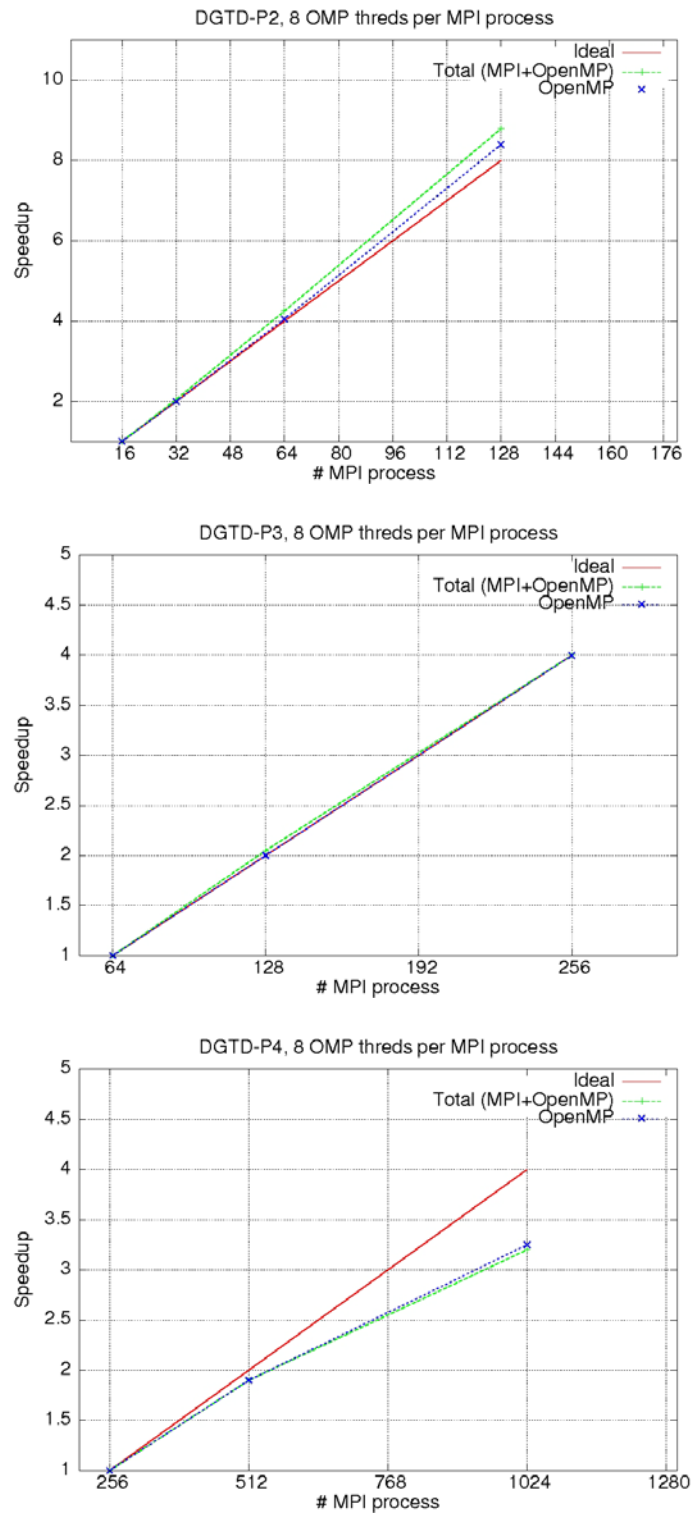 DGTD-P2, 8 OMP threds per MPI process
Ideal
Total (MPI+OpenMP)
OpenMP
10
8
6
4
2
Speedup
16 32 48 64 80 96 112 128 144 160 176
# MPI process
DGTD-P3, 8 OMP threds per MPI process
Ideal
Total (MPI+OpenMP)
OpenMP
5
4.5
4
3.5
3
2.5
2
1.5
1
Speedup
64 128 192 256
# MPI process
DGTD-P4, 8 OMP threds per MPI process
Ideal
Total (MPI+OpenMP)
OpenMP
5
4.5
4
3.5
3
2.5
2
1.5
1
Speedup
256 512 768 1024 1280
# MPI process